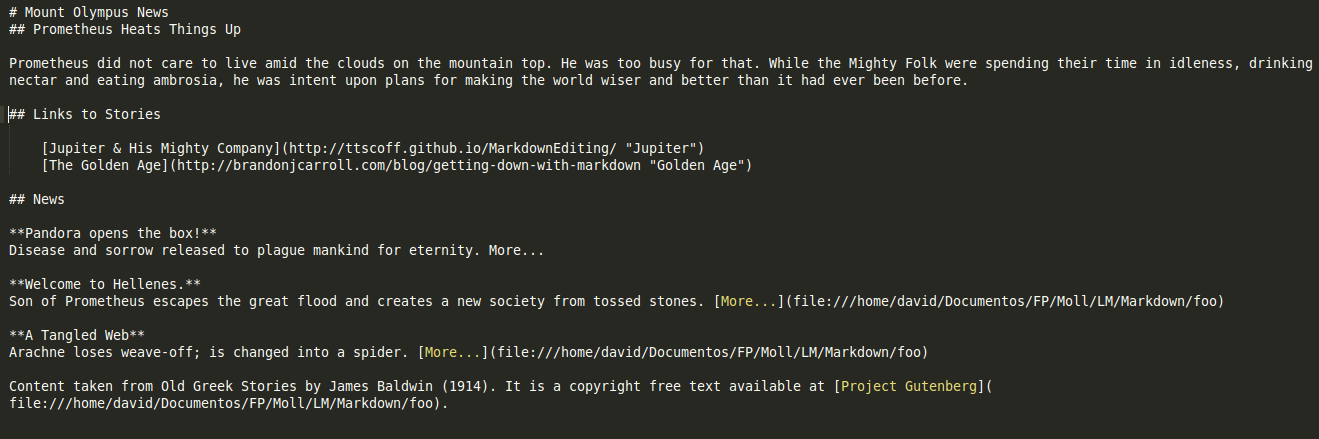 # Mount Olympus News
## Prometheus Heats Things Up
Prometheus did not care to live amid the clouds on the mountain top. He was too busy for that. While the Mighty Folk were spending their time in idleness, drinking
nectar and eating ambrosia, he was intent upon plans for making the world wiser and better than it had ever been before.
## Links to Stories
[Jupiter & His Mighty Company](http://ttscoff.github.io/MarkdownEditing/ "Jupiter")
[The Golden Age](http://brandonjcarroll.com/blog/getting-down-with-markdown "Golden Age")
## News
**Pandora opens the box!**
Disease and sorrow released to plague mankind for eternity. More...
**Welcome to Hellenes.**
Son of Prometheus escapes the great flood and creates a new society from tossed stones. [More...](file:///home/david/Documentos/FP/Moll/LM/Markdown/foo)
**A Tangled Web**
Arachne loses weave-off; is changed into a spider. [More...](file:///home/david/Documentos/FP/Moll/LM/Markdown/foo)
Content taken from Old Greek Stories by James Baldwin (1914). It is a copyright free text available at [Project Gutenberg](
file:///home/david/Documentos/FP/Moll/LM/Markdown/foo).